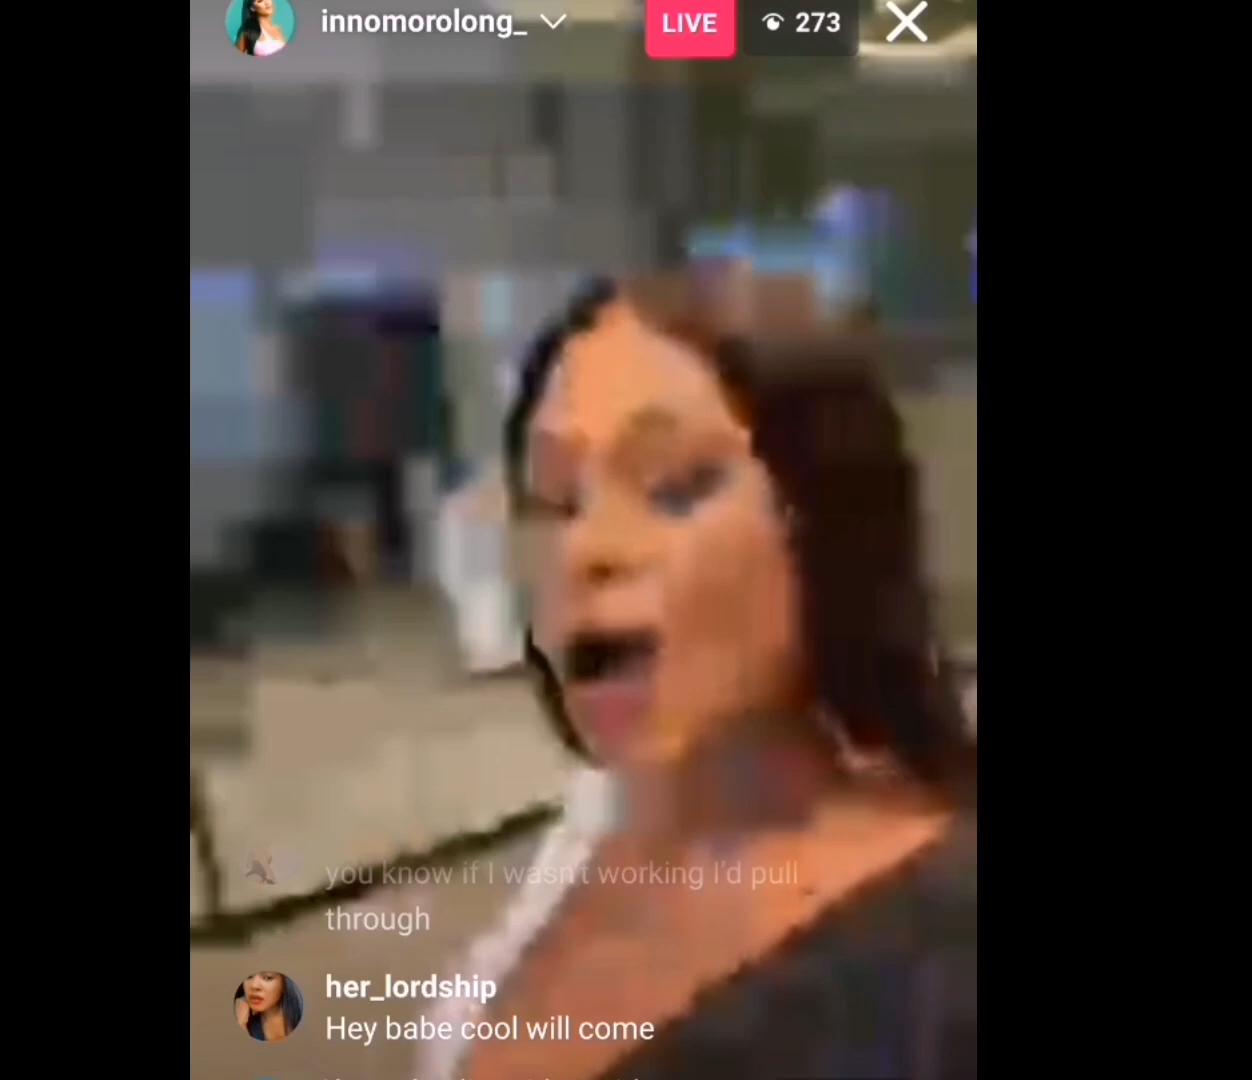 innomorolong_
LIVE
273
you know if I wasn't working I'd pull
through
her_lordship
Hey babe cool will come